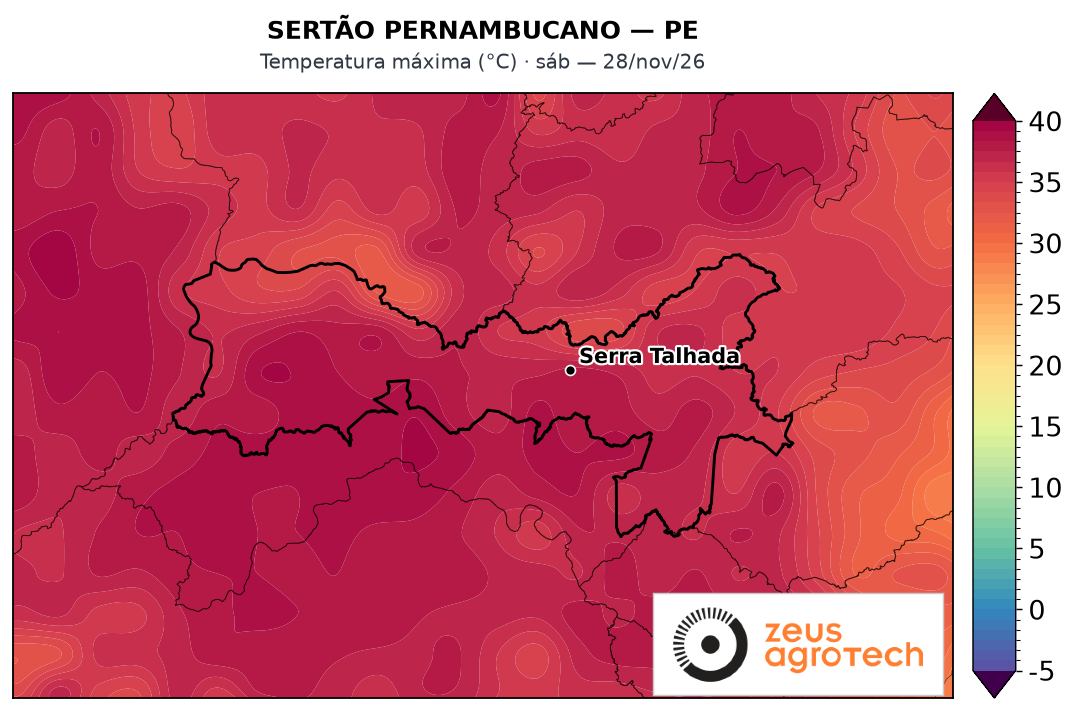 SERTÃO PERNAMBUCANO — PE
Temperatura máxima (°C) · sáb — 28/nov/26
40
35
30
25
20
15
10
5
0
-5
Serra Talhada
zeus
agrotech